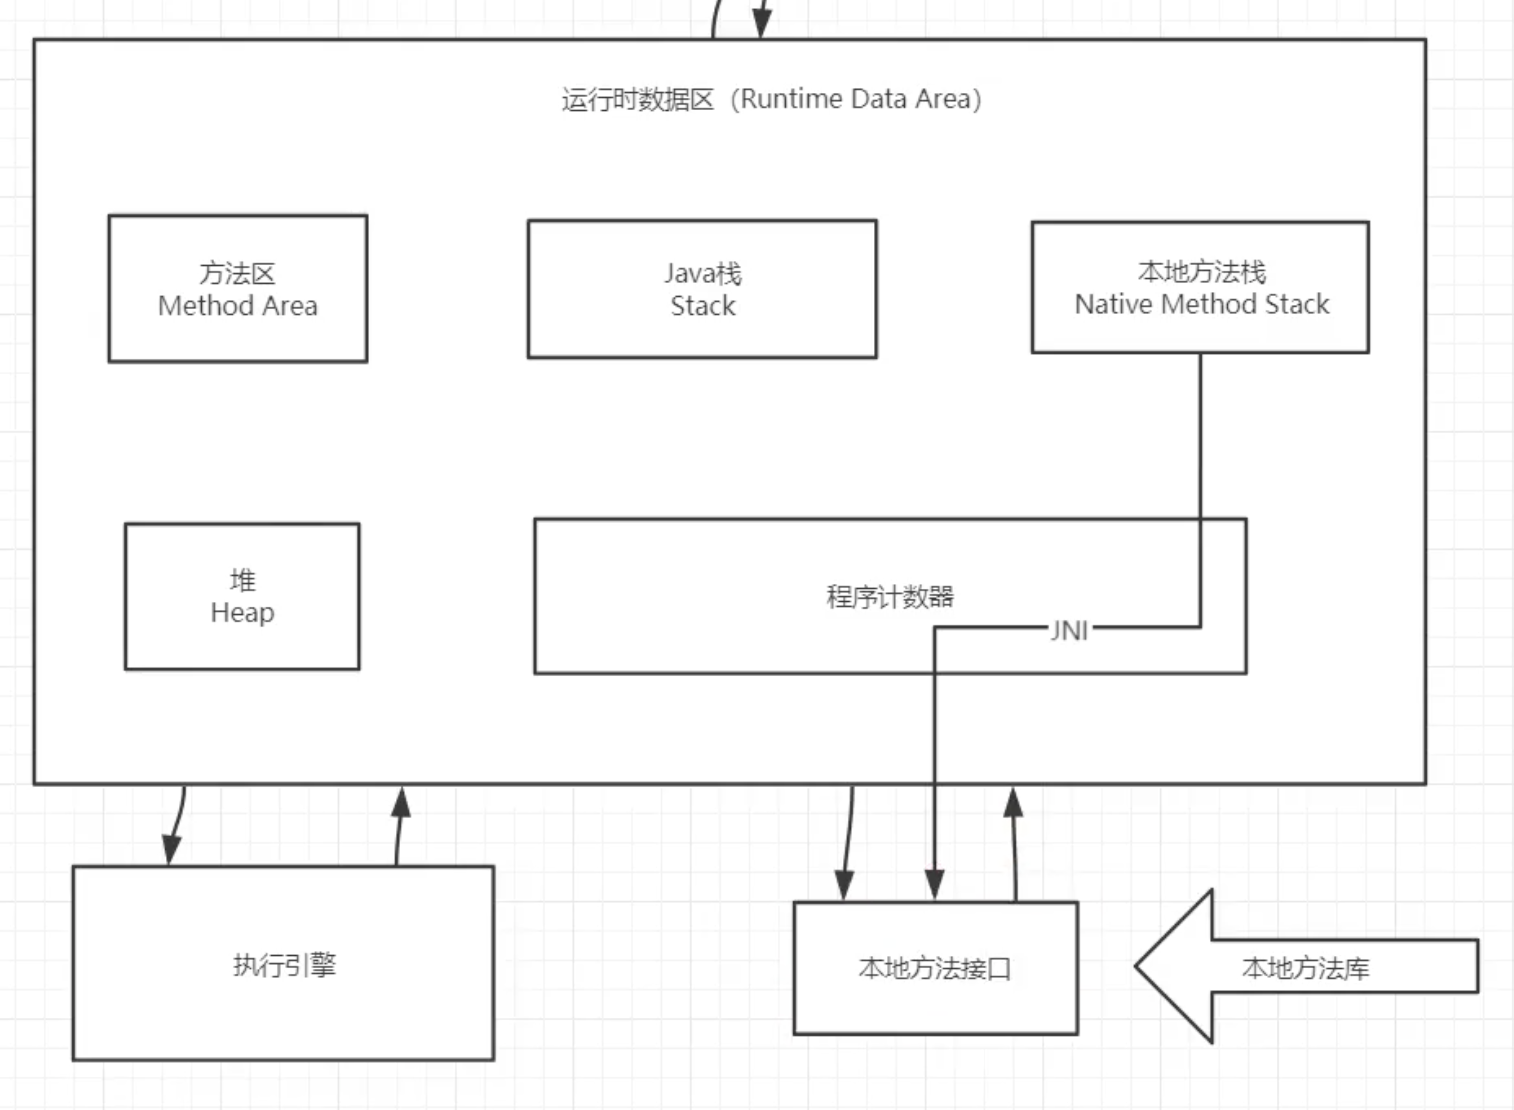 运行时数据区（Runtime Data Area）
方法区
Method Area
Java栈
Stack
本地方法栈
Native Method Stack
堆
Heap
程序计数器
JNI
执行引擎
本地方法接口
本地方法库